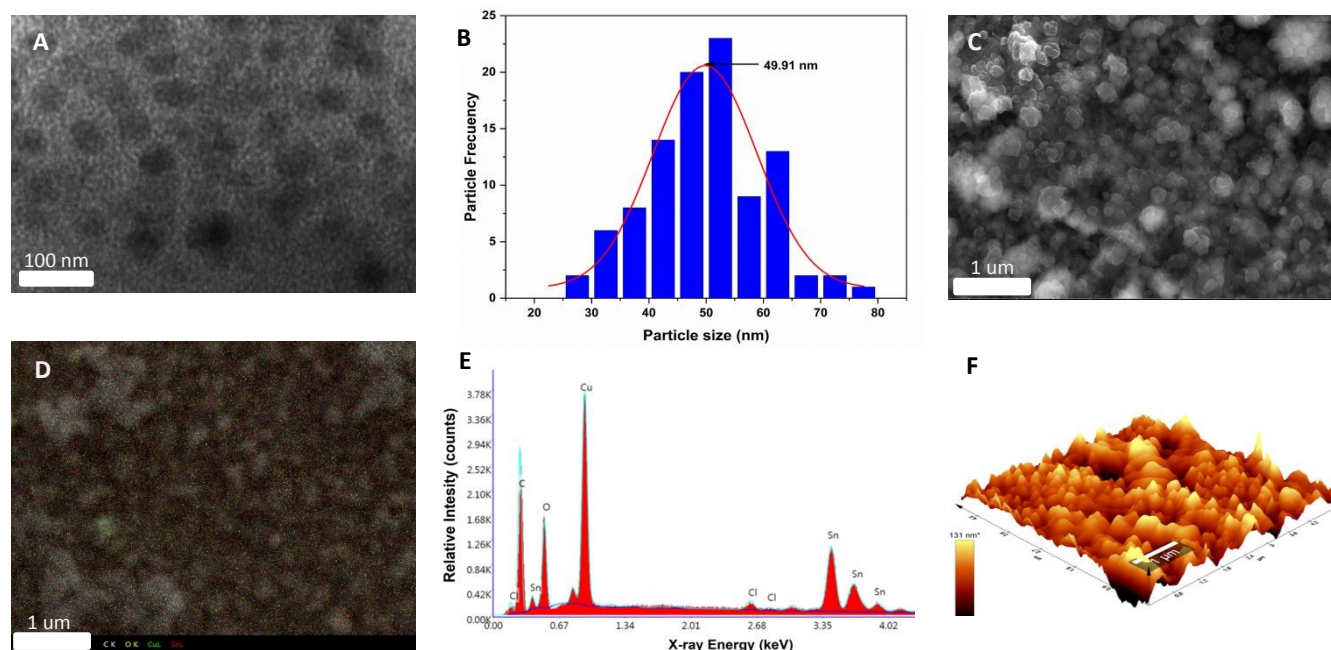 A
100 nm
B
25
20
15
10
5
0
Particle Frecuency
49.91 nm
20 30 40 50 60 70 80
Particle size (nm)
C
1 um
D
1 um
C K O K CuL SnL
E
3.78K
3.36K
2.94K
2.52K
2.10K
1.68K
1.26K
0.84K
0.42K
0.00K
Relative Intesity (counts)
Cu
C
O
Cl
Sn
Cl
Cl
Sn
Sn
Sn
0.00 0.67 1.34 2.01 2.68 3.35 4.02
X-ray Energy (keV)
F
131 nm*
1 µm